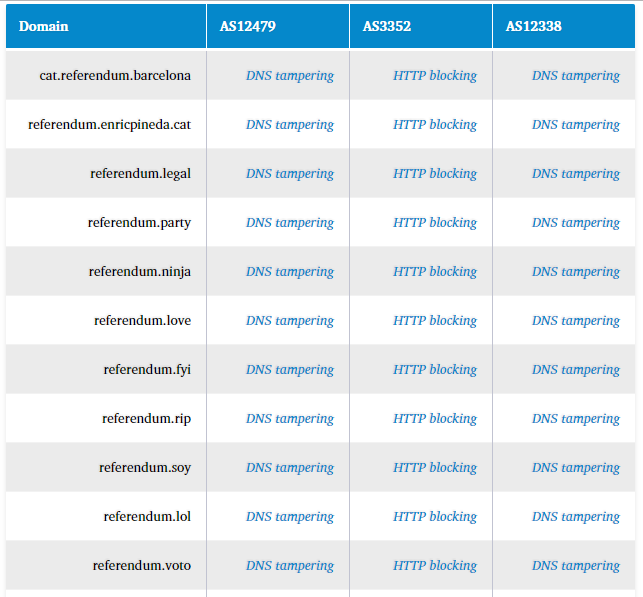 Domain AS12479 AS3352 AS12338
cat.referendum.barcelona DNS tampering HTTP blocking DNS tampering
referendum.enricpineda.cat DNS tampering HTTP blocking DNS tampering
referendum.legal DNS tampering HTTP blocking DNS tampering
referendum.party DNS tampering HTTP blocking DNS tampering
referendum.ninja DNS tampering HTTP blocking DNS tampering
referendum.love DNS tampering HTTP blocking DNS tampering
referendum.fyi DNS tampering HTTP blocking DNS tampering
referendum.rip DNS tampering HTTP blocking DNS tampering
referendum.soy DNS tampering HTTP blocking DNS tampering
referendum.lol DNS tampering HTTP blocking DNS tampering
referendum.voto DNS tampering HTTP blocking DNS tampering